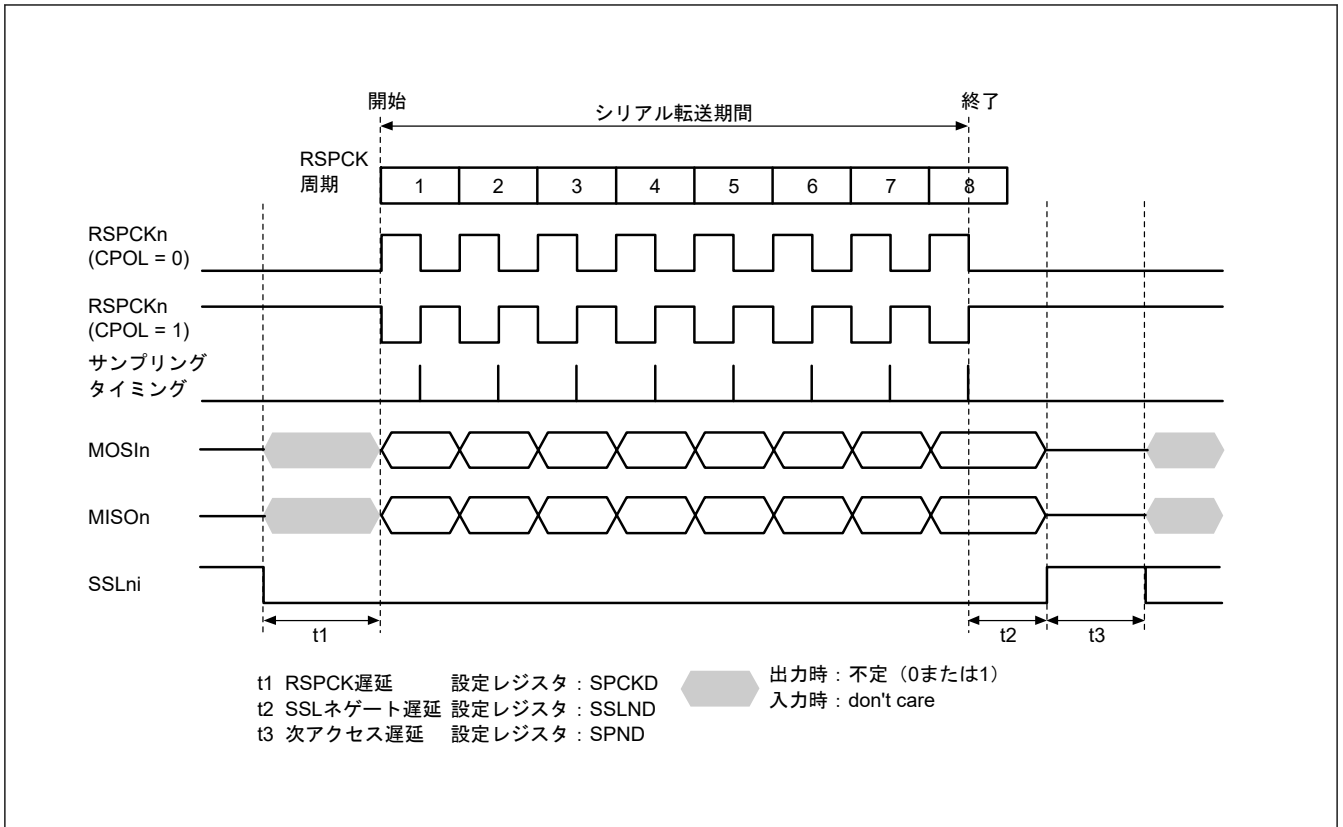 開始
終了
シリアル転送期間
RSPCK
周期
1 2 3 4 5 6 7 8
RSPCKn
(CPOL = 0)
RSPCKn
(CPOL = 1)
サンプリング
タイミング
MOSIn
MISOn
SSLni
t1 t2 t3
t1 RSPCK遅延 設定レジスタ：SPCKD
t2 SSLネゲート遅延 設定レジスタ：SSLND
t3 次アクセス遅延 設定レジスタ：SPND
出力時：不定（0または1）
入力時：don't care